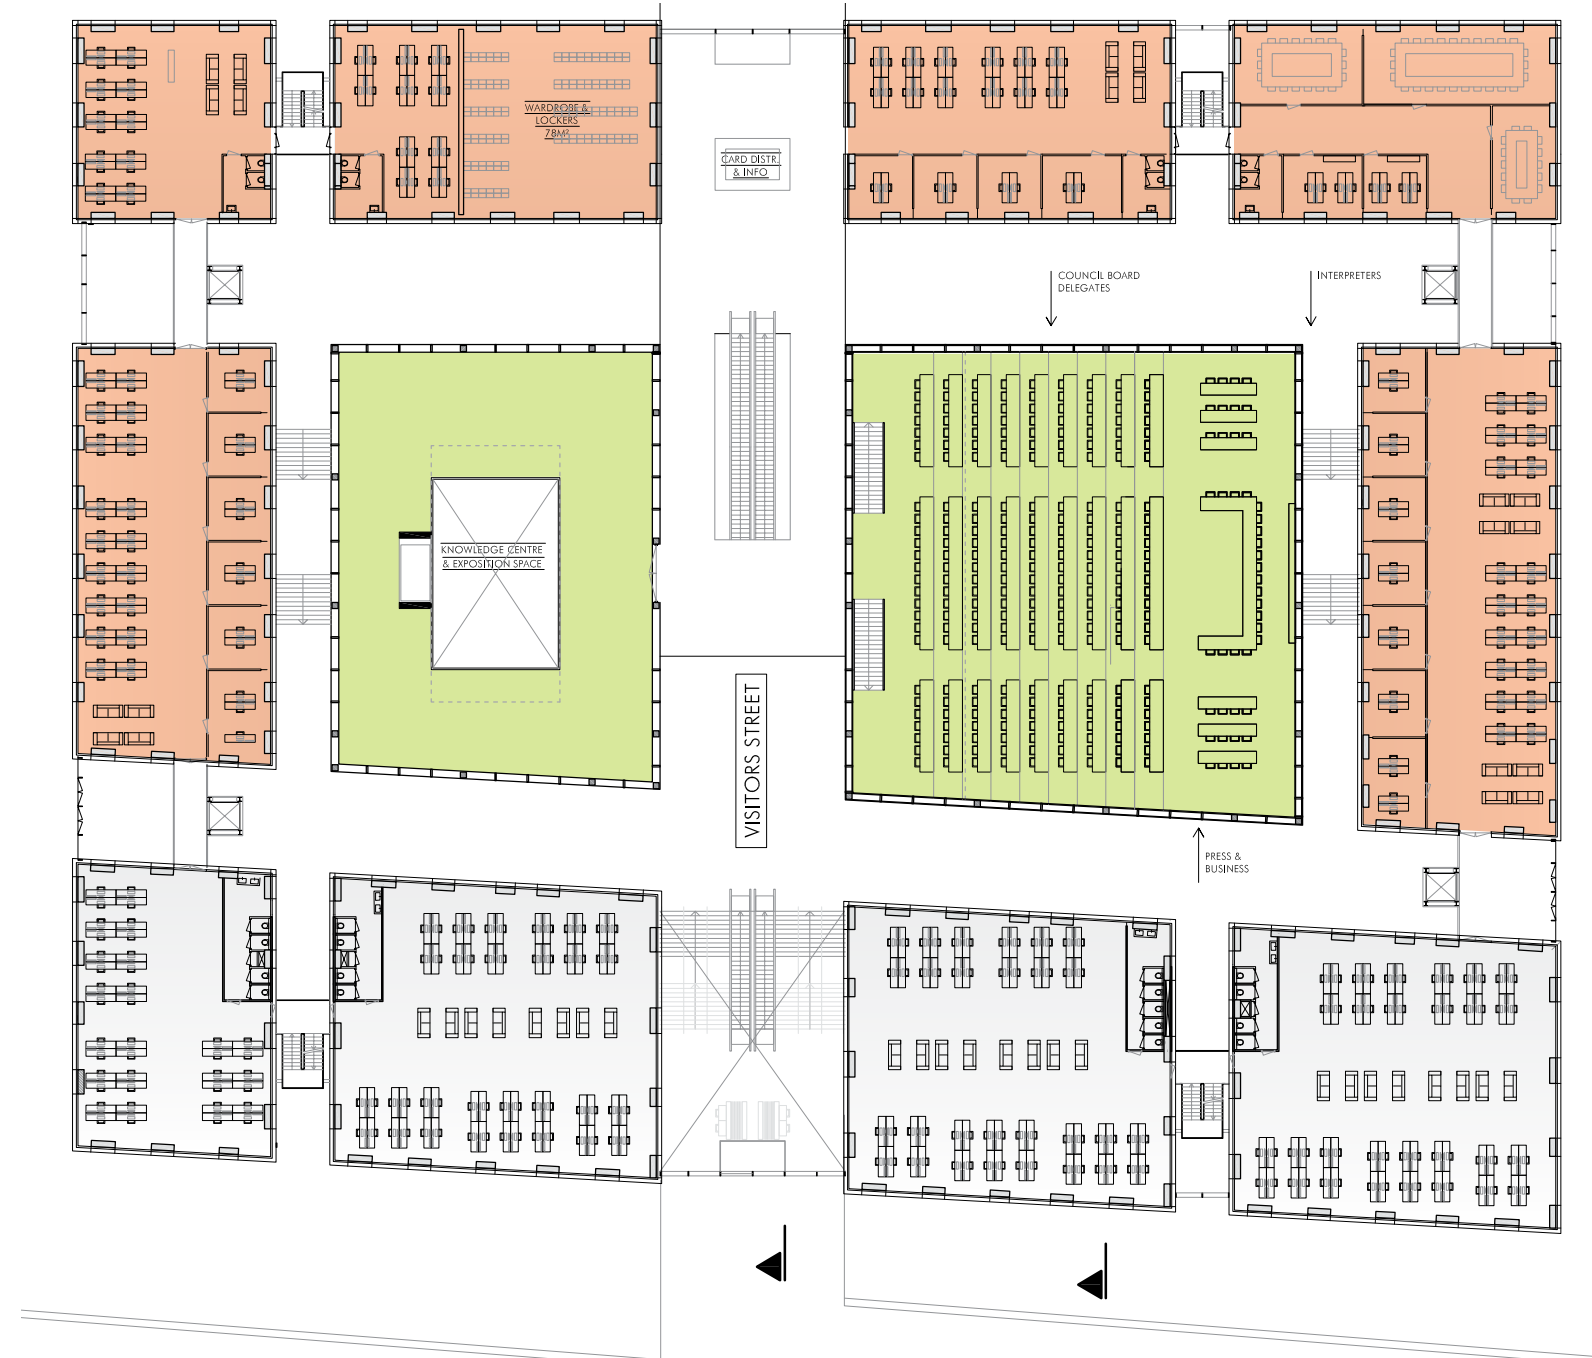 WARDROBE &
LOCKERS
78M²
CARD DISTR.
& INFO
COUNCIL BOARD
DELEGATES
INTERPRETERS
KNOWLEDGE CENTRE
& EXPOSITION SPACE
VISITORS STREET
PRESS &
BUSINESS